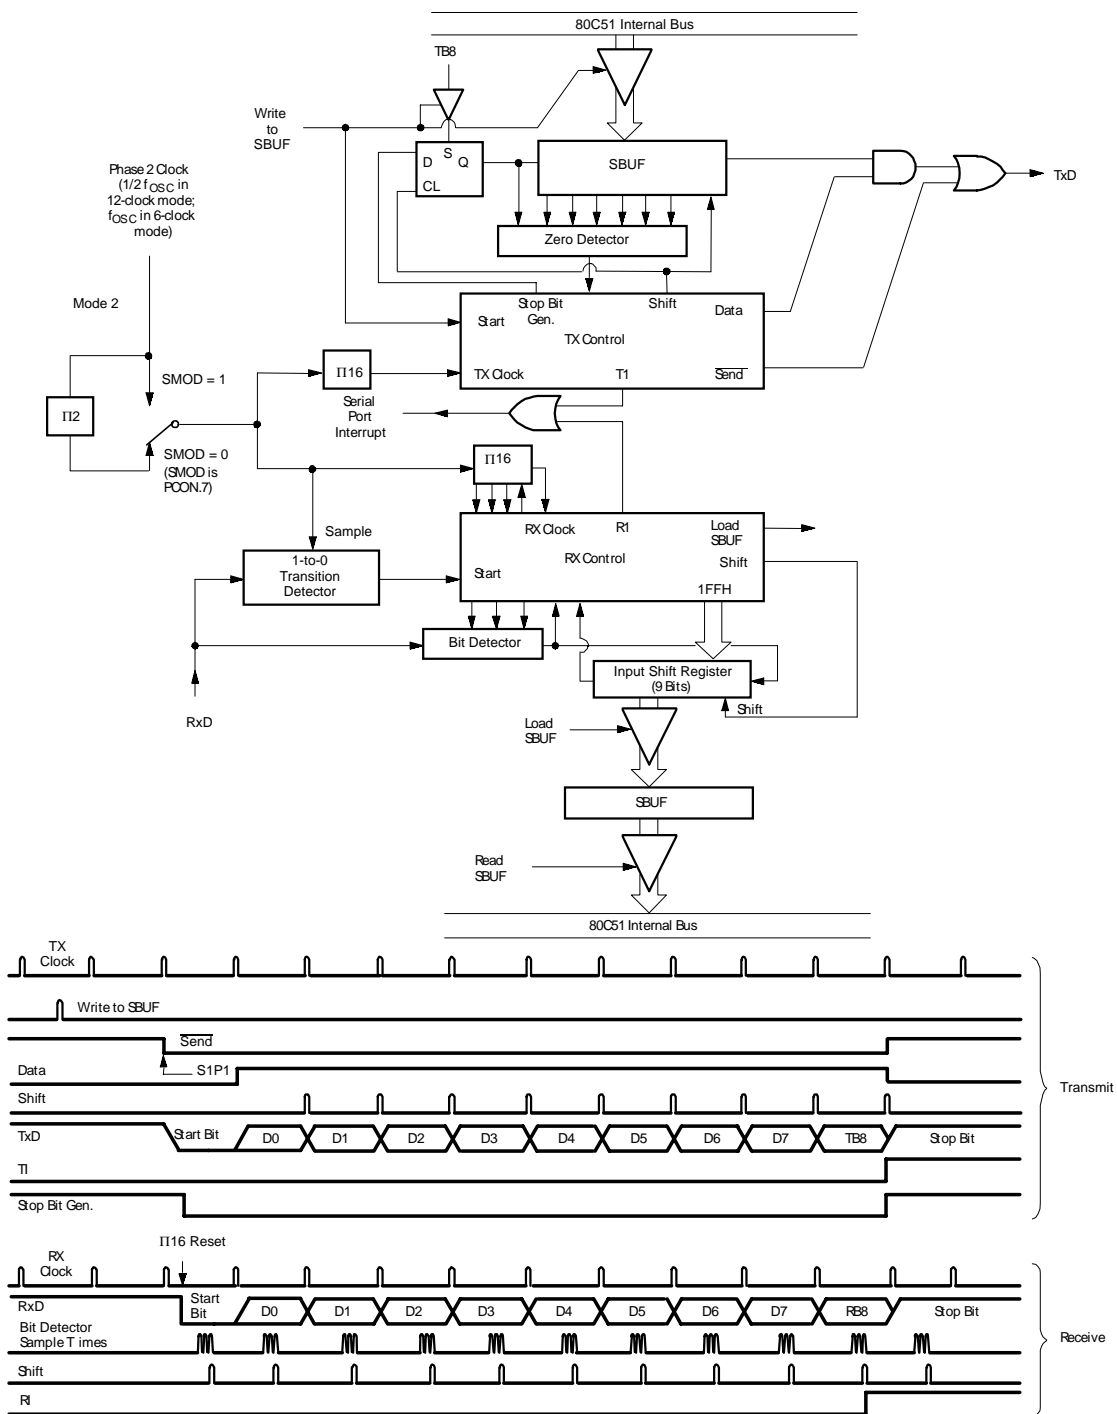 80C51 Internal Bus
TB8
Write
to
SBUF
D
S
Q
CL
SBUF
TxD
Phase 2 Clock
(1/2 fOSC in
12-clock mode;
fOSC in 6-clock
mode)
Zero Detector
Mode 2
Stop Bit
Gen.
Shift
Data
Start
TX Control
TX Clock
T1
Send
SMOD = 1
Π16
Π2
Serial
Port
Interrupt
SMOD = 0
(SMOD is
PCON.7)
Π16
Sample
RX Clock
R1
Load
SBUF
RX Control
Shift
Start
1FFH
1-to-0
Transition
Detector
Bit Detector
Input Shift Register
(9 Bits)
Shift
RxD
Load
SBUF
SBUF
Read
SBUF
80C51 Internal Bus
TX
Clock
Write to SBUF
Send
Data
S1P1
Shift
Transmit
TxD
Start Bit
D0
D1
D2
D3
D4
D5
D6
D7
TB8
Stop Bit
TI
Stop Bit Gen.
Π16 Reset
RX
Clock
RxD
Start
Bit
D0
D1
D2
D3
D4
D5
D6
D7
RB8
Stop Bit
Bit Detector
Sample T imes
Receive
Shift
RI